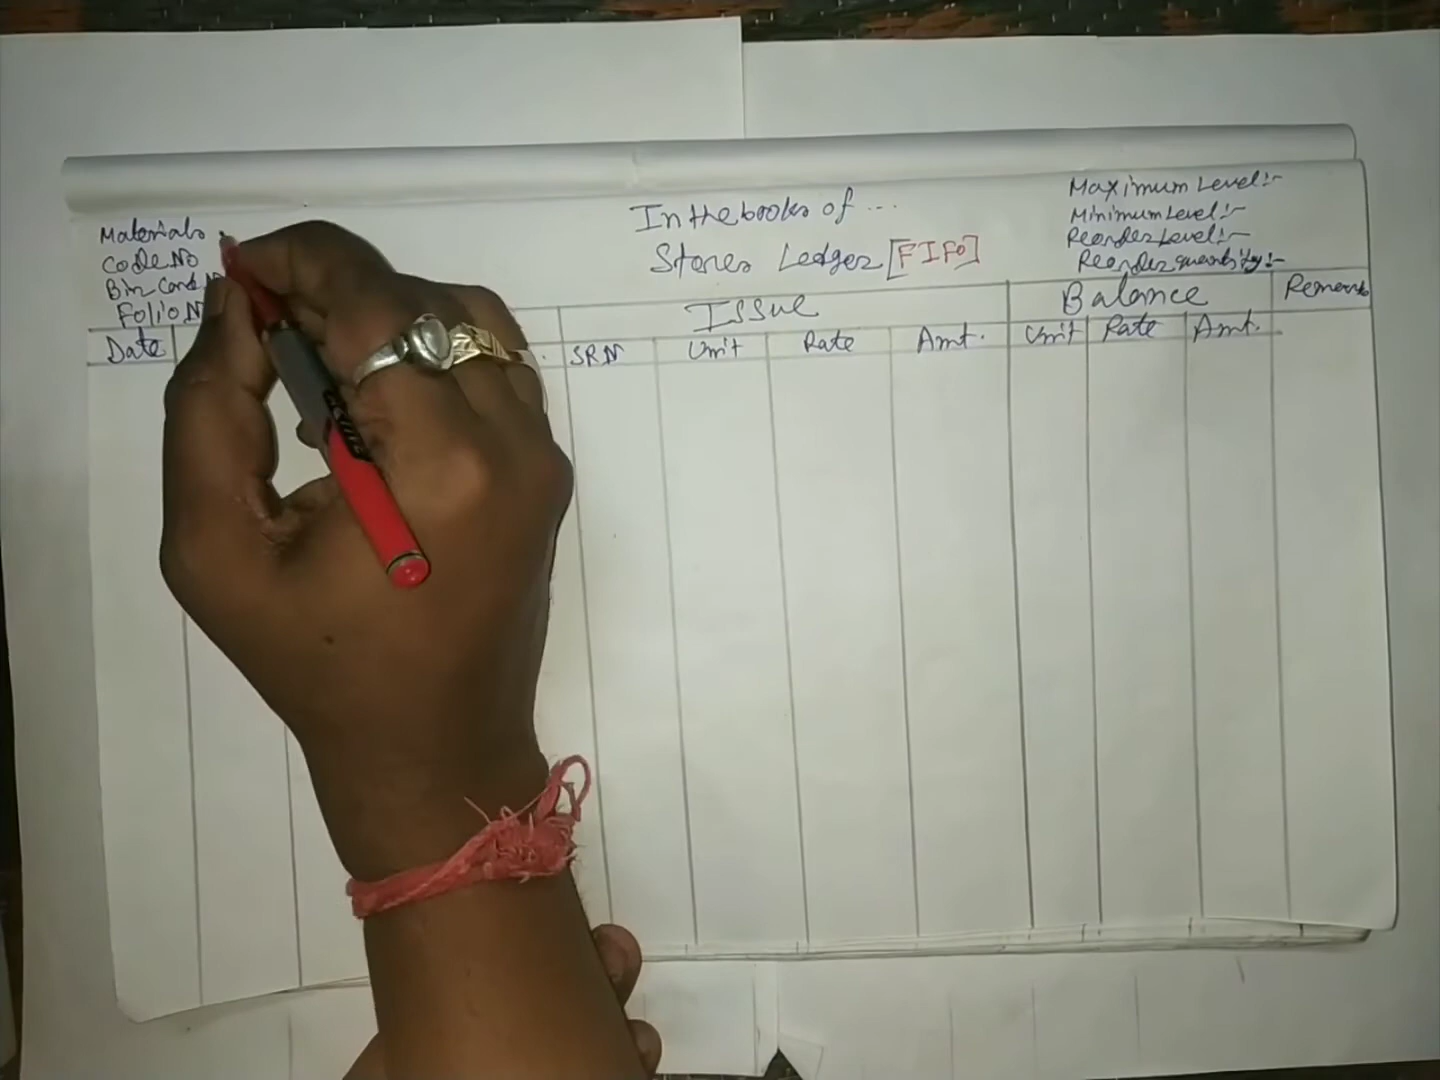 Materials
Code No
Bin Card N
Folio N
In the books of ...
Stores Ledger [FIFO]
Maximum Level:-
Minimum Level:-
Reorder Level:-
Reorder quantity:-
Issue
Balance
Remark
Date
SRN
Unit
Rate
Amt.
Unit
Rate
Amt.